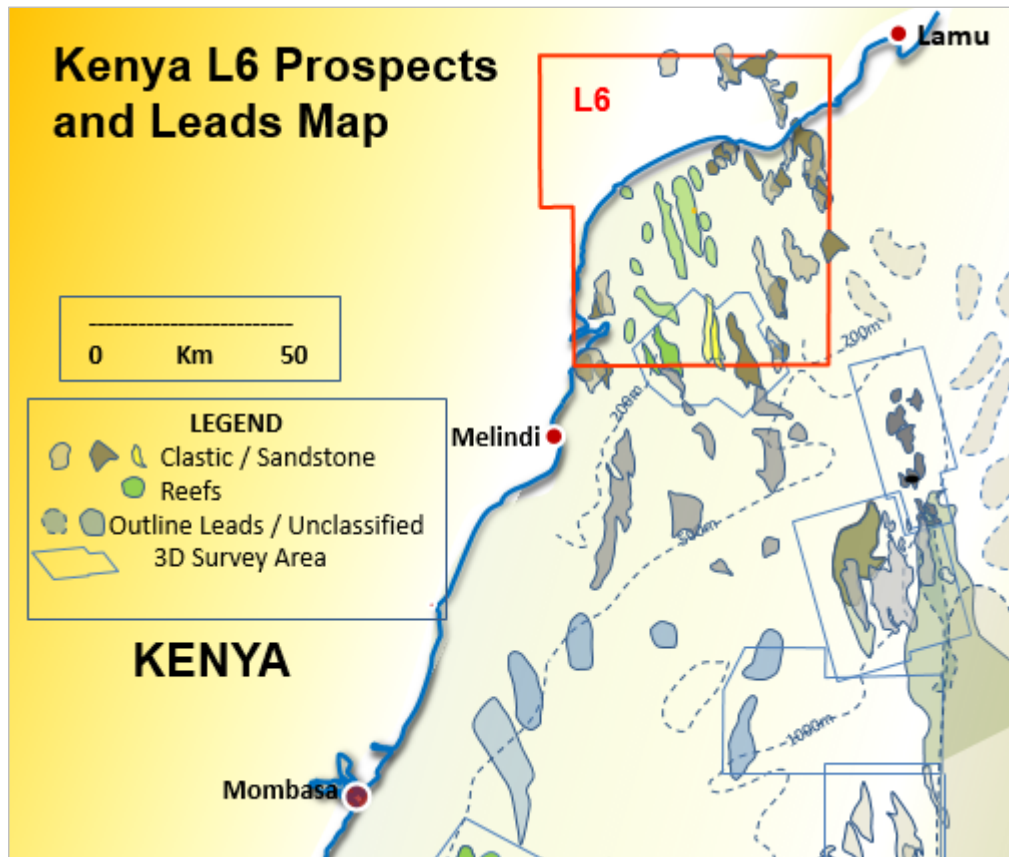 Kenya L6 Prospects
and Leads Map
Lamu
L6
0 Km 50
200m
LEGEND
Clastic / Sandstone
Reefs
Outline Leads / Unclassified
3D Survey Area
200m
Melindi
500m
KENYA
1000m
Mombasa